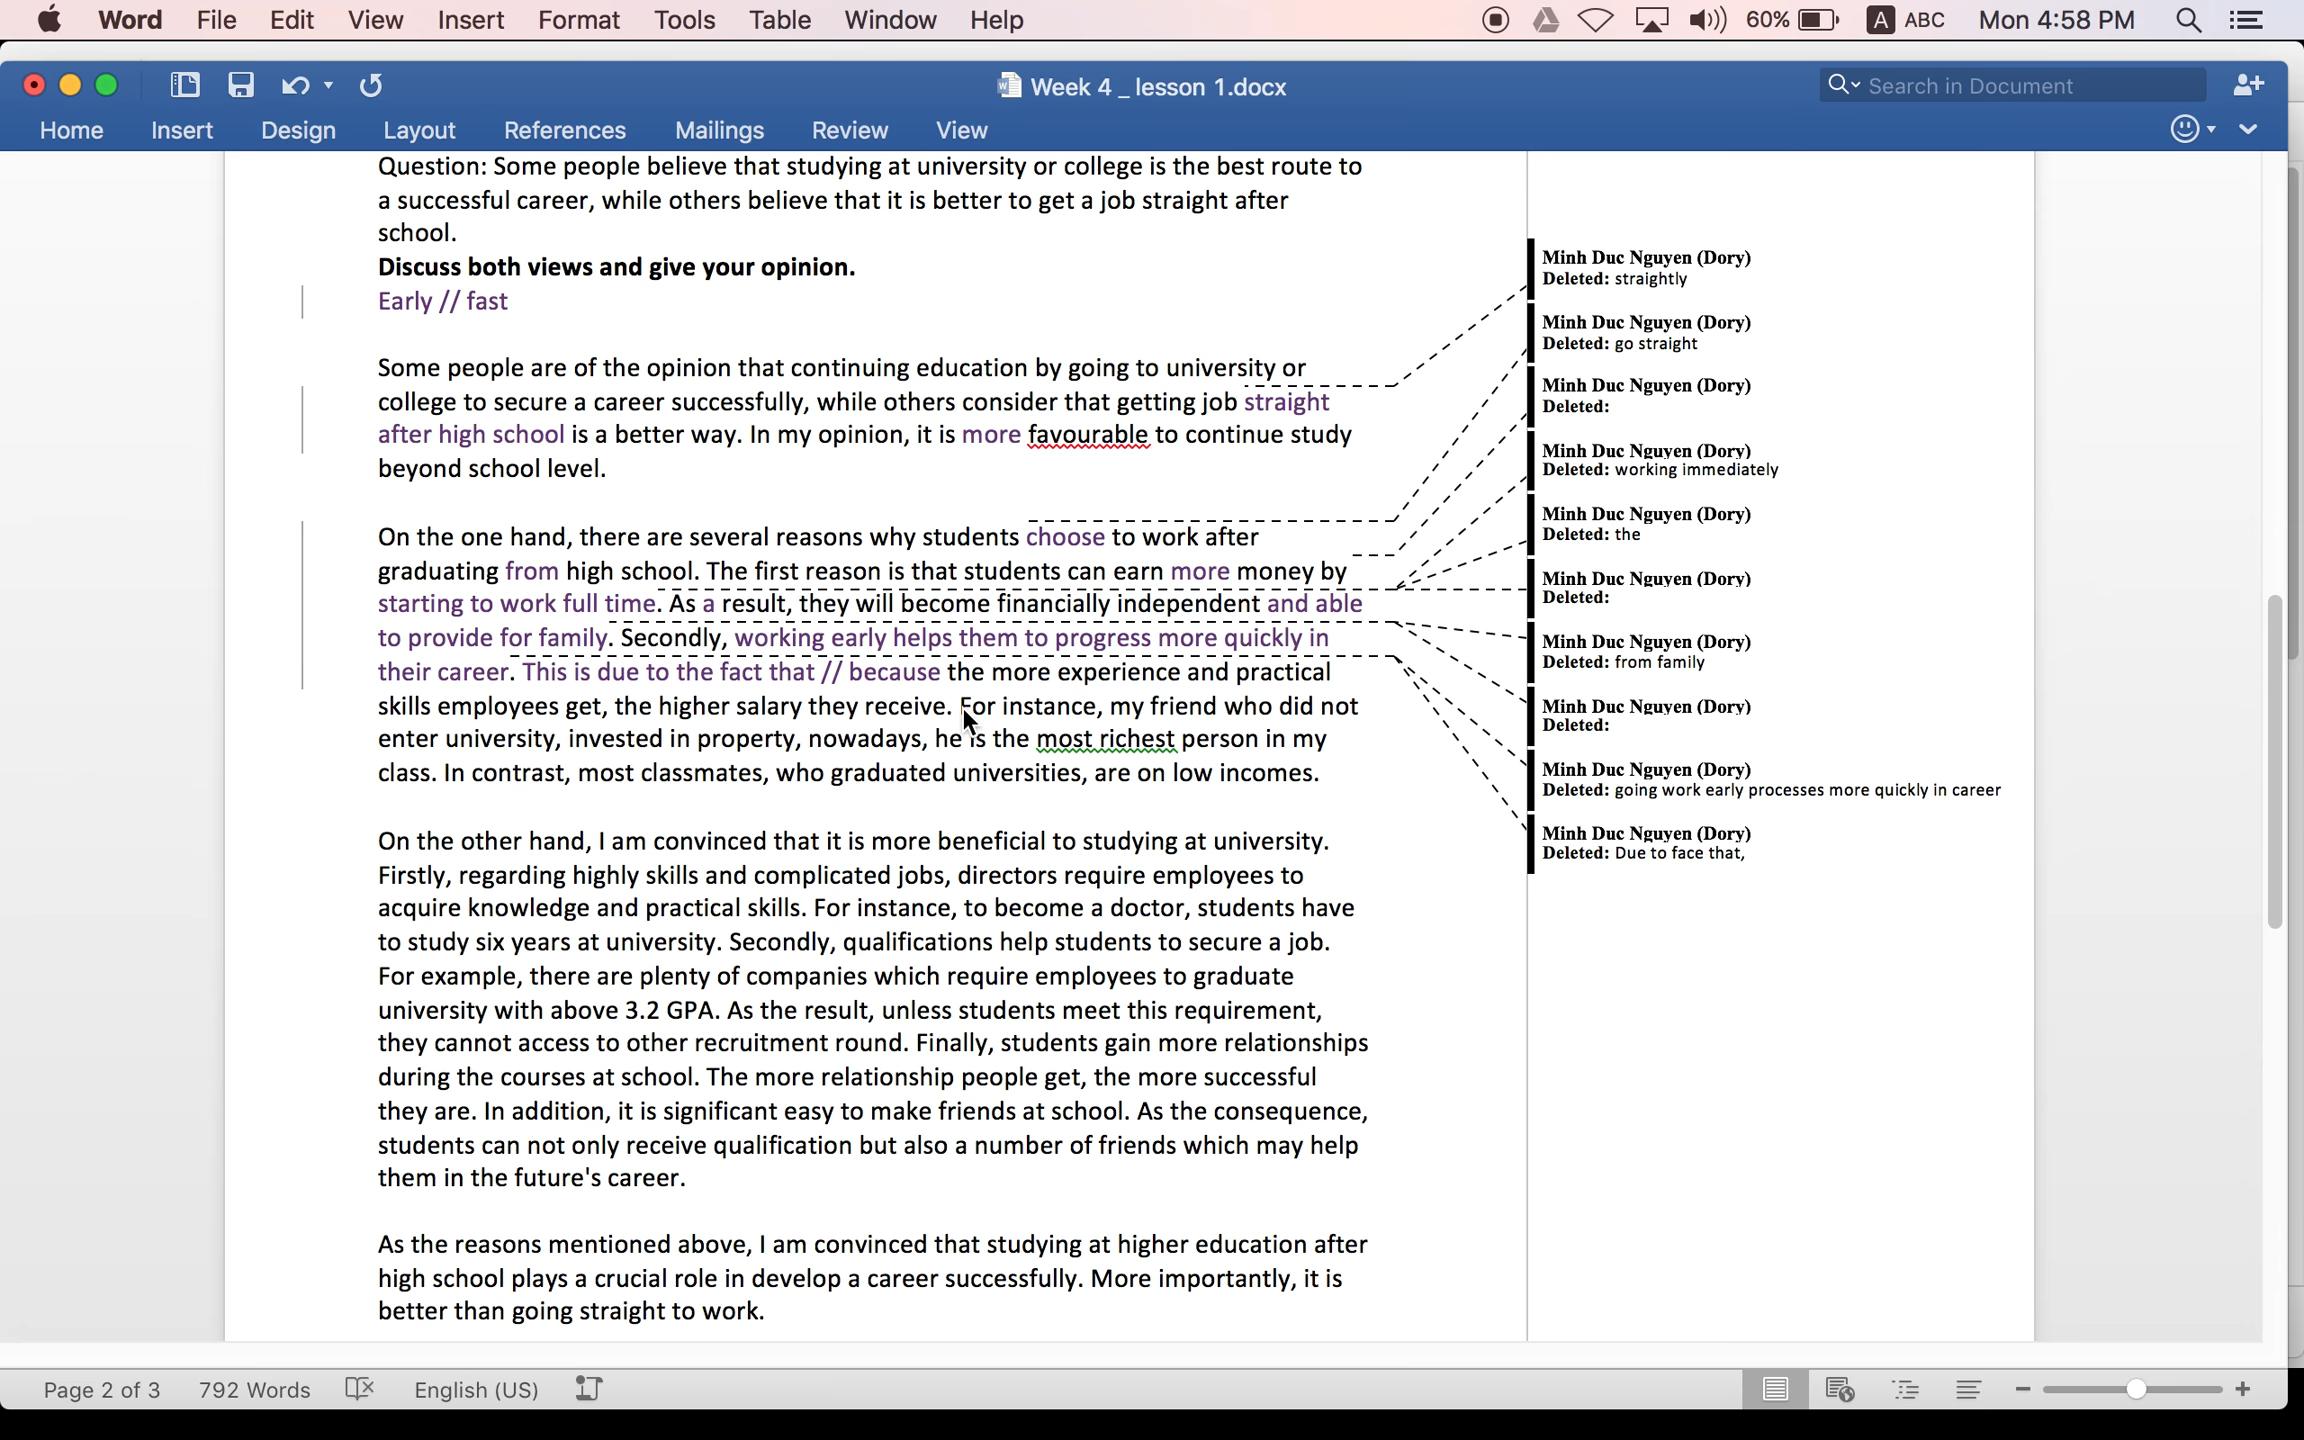 Word File Edit View Insert Format Tools Table Window Help 60% A ABC Mon 4:58 PM
Week 4 _ lesson 1.docx
Search in Document
Home Insert Design Layout References Mailings Review View
Question: Some people believe that studying at university or college is the best route to
a successful career, while others believe that it is better to get a job straight after
school.
Discuss both views and give your opinion.
Early // fast
Some people are of the opinion that continuing education by going to university or
college to secure a career successfully, while others consider that getting job straight
after high school is a better way. In my opinion, it is more favourable to continue study
beyond school level.
On the one hand, there are several reasons why students choose to work after
graduating from high school. The first reason is that students can earn more money by
starting to work full time. As a result, they will become financially independent and able
to provide for family. Secondly, working early helps them to progress more quickly in
their career. This is due to the fact that // because the more experience and practical
skills employees get, the higher salary they receive. For instance, my friend who did not
enter university, invested in property, nowadays, he is the most richest person in my
class. In contrast, most classmates, who graduated universities, are on low incomes.
On the other hand, I am convinced that it is more beneficial to studying at university.
Firstly, regarding highly skills and complicated jobs, directors require employees to
acquire knowledge and practical skills. For instance, to become a doctor, students have
to study six years at university. Secondly, qualifications help students to secure a job.
For example, there are plenty of companies which require employees to graduate
university with above 3.2 GPA. As the result, unless students meet this requirement,
they cannot access to other recruitment round. Finally, students gain more relationships
during the courses at school. The more relationship people get, the more successful
they are. In addition, it is significant easy to make friends at school. As the consequence,
students can not only receive qualification but also a number of friends which may help
them in the future's career.
As the reasons mentioned above, I am convinced that studying at higher education after
high school plays a crucial role in develop a career successfully. More importantly, it is
better than going straight to work.
Minh Duc Nguyen (Dory)
Deleted: straightly
Minh Duc Nguyen (Dory)
Deleted: go straight
Minh Duc Nguyen (Dory)
Deleted:
Minh Duc Nguyen (Dory)
Deleted: working immediately
Minh Duc Nguyen (Dory)
Deleted: the
Minh Duc Nguyen (Dory)
Deleted:
Minh Duc Nguyen (Dory)
Deleted: from family
Minh Duc Nguyen (Dory)
Deleted:
Minh Duc Nguyen (Dory)
Deleted: going work early processes more quickly in career
Minh Duc Nguyen (Dory)
Deleted: Due to face that,
Page 2 of 3 792 Words English (US)